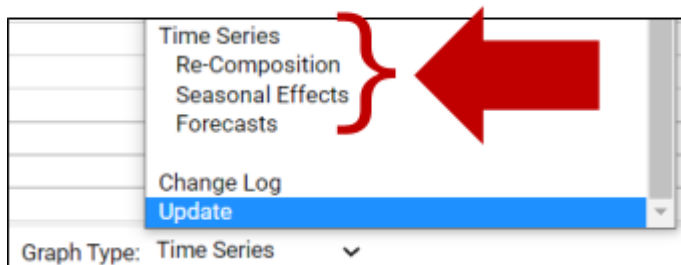 Time Series
Re-Composition
Seasonal Effects
Forecasts
Change Log
Update
Graph Type: Time Series